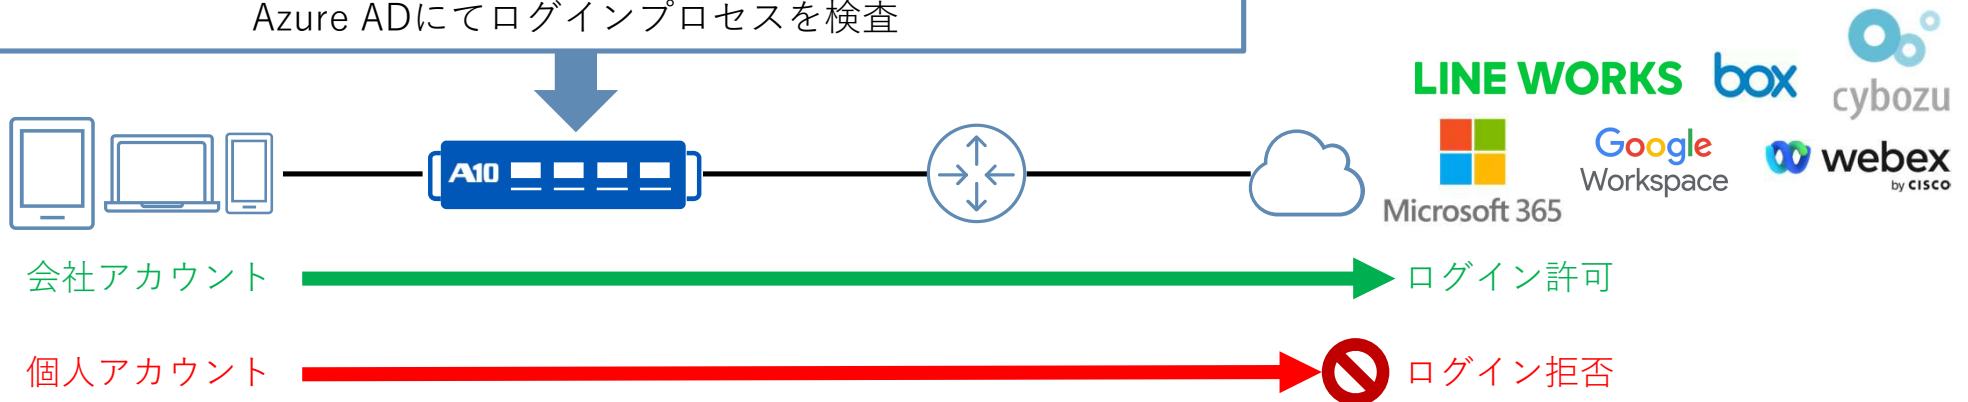 Azure ADにてログインプロセスを検査
LINE WORKS
box
cybozu
A10
Microsoft 365
Google
Workspace
webex
by CISCO
会社アカウント
ログイン許可
個人アカウント
ログイン拒否